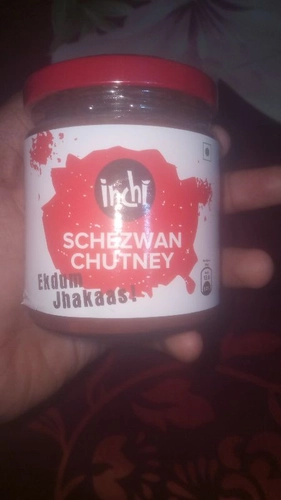 inchi
SCHEZWAN
CHUTNEY
Ekdum
Jhakaas!